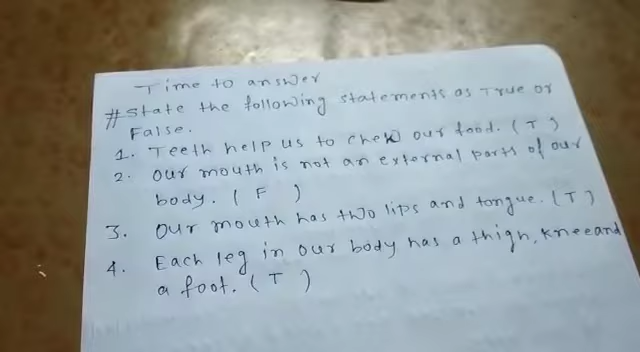 Time to answer
# State the following statements as True or
False.
1. Teeth help us to chew our food. (T)
2. Our mouth is not an external parts of our
body. ( F )
3. Our mouth has two lips and tongue. (T)
4. Each leg in our body has a thigh, knee and
a foot. ( T )